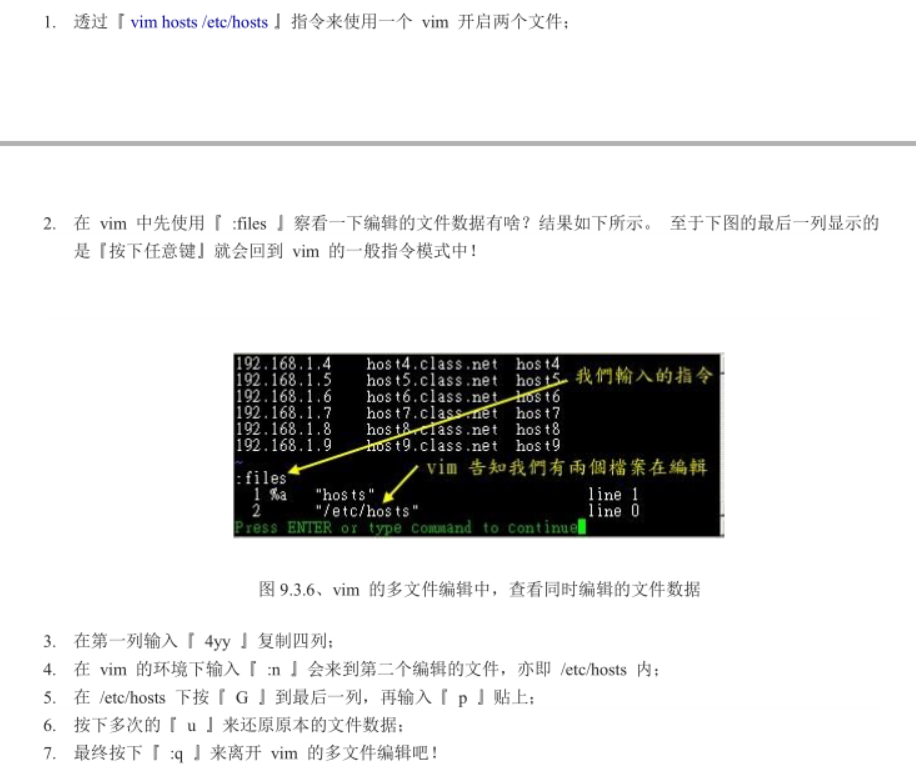 1. 透过『 vim hosts /etc/hosts 』指令来使用一个 vim 开启两个文件；
2. 在 vim 中先使用『 :files 』察看一下编辑的文件数据有啥？结果如下所示。 至于下图的最后一列显示的
是『按下任意键』就会回到 vim 的一般指令模式中！
192.168.1.4 host4.class.net host4
192.168.1.5 host5.class.net host5 我們輸入的指令
192.168.1.6 host6.class.net host6
192.168.1.7 host7.class.net host7
192.168.1.8 host8.class.net host8
192.168.1.9 host9.class.net host9
~ vim 告知我們有兩個檔案在編輯
:files
1 %a "hosts" line 1
2 "/etc/hosts" line 0
Press ENTER or type command to continue
图 9.3.6、vim 的多文件编辑中，查看同时编辑的文件数据
3. 在第一列输入『 4yy 』复制四列；
4. 在 vim 的环境下输入『 :n 』会来到第二个编辑的文件，亦即 /etc/hosts 内；
5. 在 /etc/hosts 下按『 G 』到最后一列，再输入『 p 』贴上；
6. 按下多次的『 u 』来还原原本的文件数据；
7. 最终按下『 :q 』来离开 vim 的多文件编辑吧！